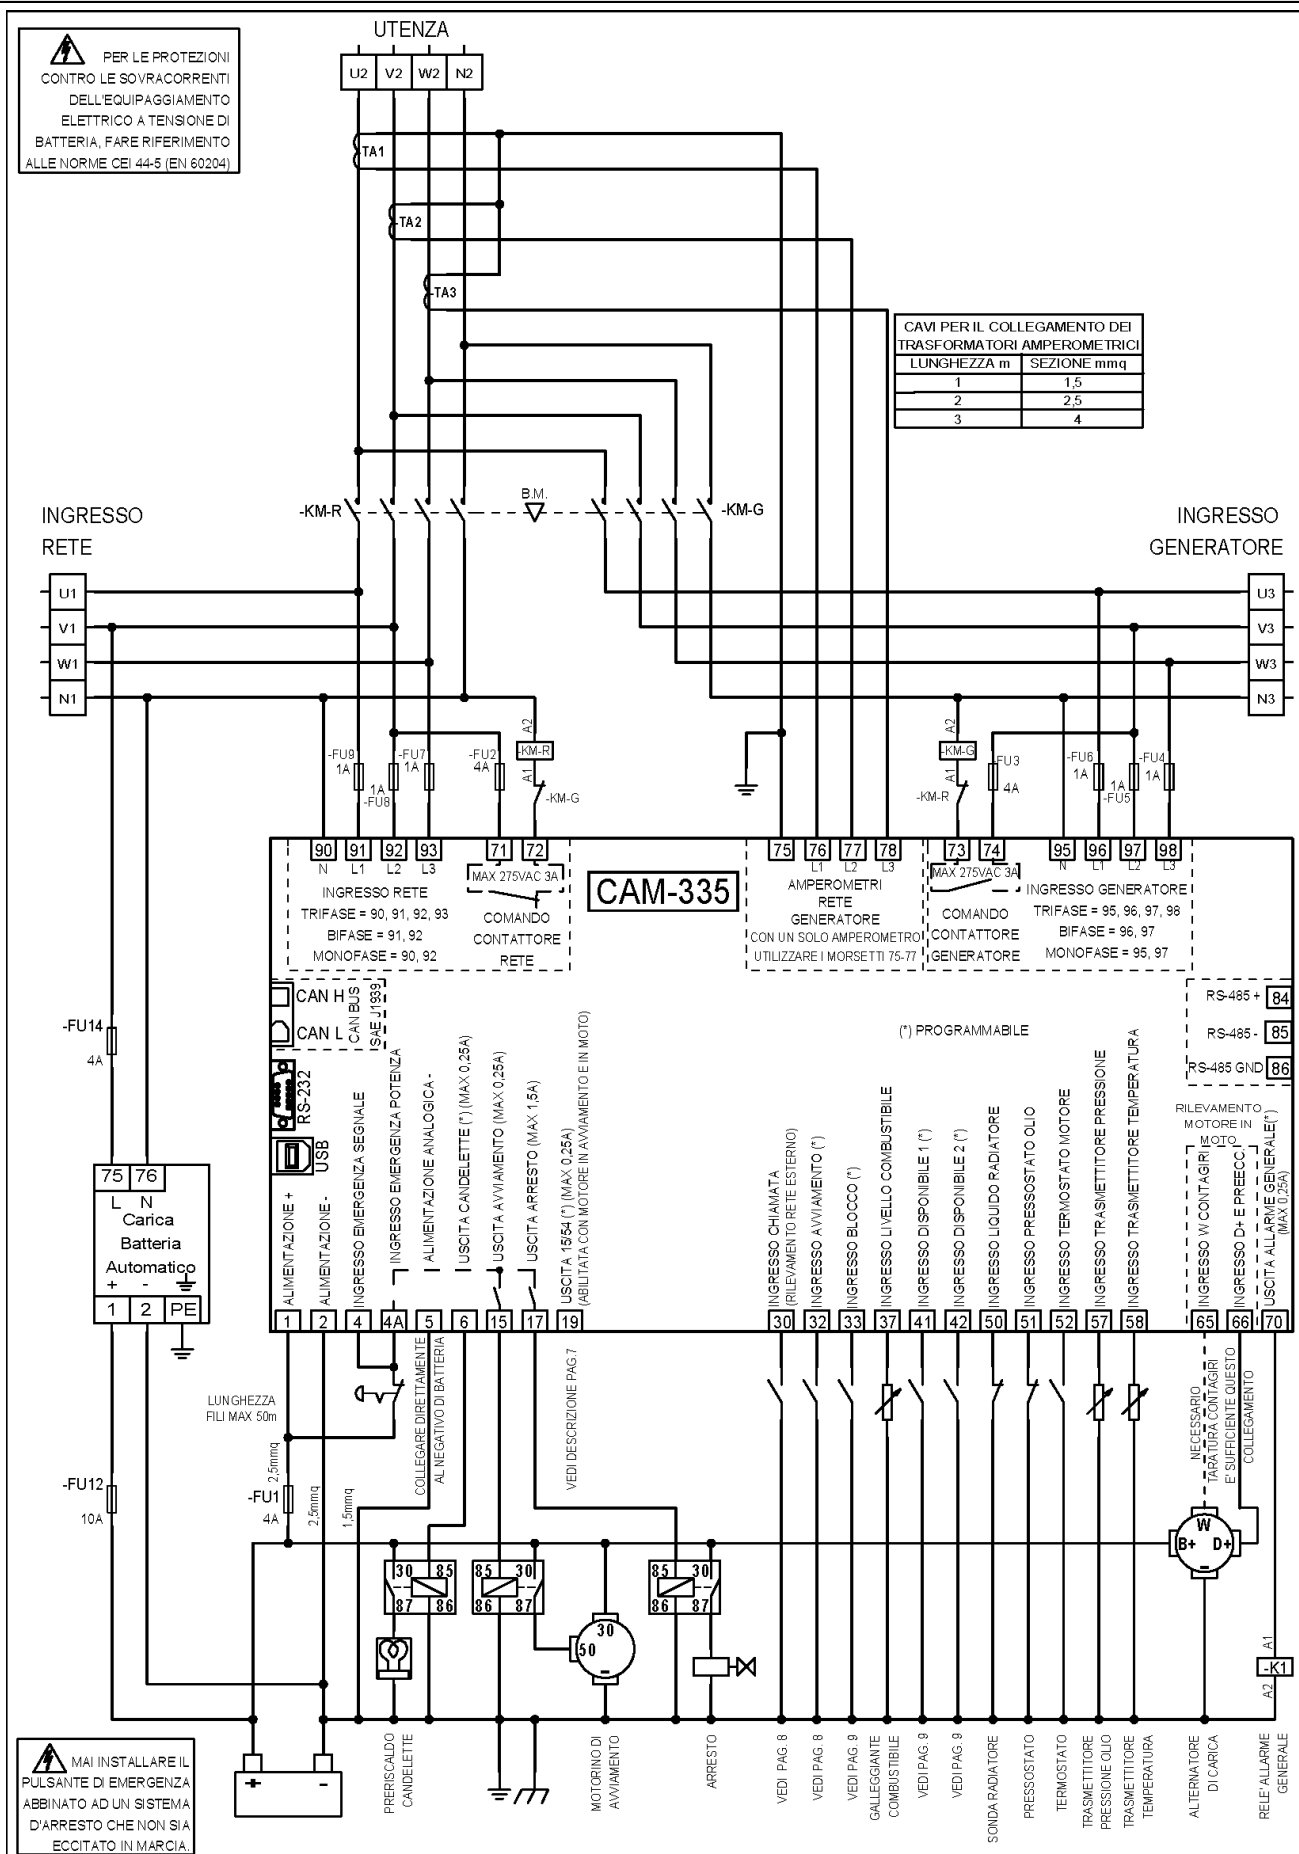 UTENZA
U2 V2 W2 N2
PER LE PROTEZIONI
CONTRO LE SOVRACORRENTI
DELL'EQUIPAGGIAMENTO
ELETTRICO A TENSIONE DI
BATTERIA, FARE RIFERIMENTO
ALLE NORME CEI 44-5 (EN 60204)
-TA1
-TA2
-TA3
CAVI PER IL COLLEGAMENTO DEI
TRASFORMATORI AMPEROMETRICI
LUNGHEZZA m SEZIONE mmq
1 1,5
2 2,5
3 4
-KM-R
B.M.
-KM-G
INGRESSO
RETE
INGRESSO
GENERATORE
U1
V1
W1
N1
U3
V3
W3
N3
-FU9
1A
1A
-FU8
-FU7
1A
-FU2
4A
A2
-KM-R
A1
-KM-G
A2
-KM-G
A1
-KM-R
-FU3
4A
-FU6
1A
1A
-FU5
-FU4
1A
90 91 92 93 71 72
N L1 L2 L3
MAX 275VAC 3A
INGRESSO RETE
TRIFASE = 90, 91, 92, 93
BIFASE = 91, 92
MONOFASE = 90, 92
COMANDO
CONTATTORE
RETE
CAM-335
75 76 77 78
L1 L2 L3
AMPEROMETRI
RETE
GENERATORE
CON UN SOLO AMPEROMETRO
UTILIZZARE I MORSETTI 75-77
73 74 95 96 97 98
MAX 275VAC 3A
N L1 L2 L3
COMANDO
CONTATTORE
GENERATORE
INGRESSO GENERATORE
TRIFASE = 95, 96, 97, 98
BIFASE = 96, 97
MONOFASE = 95, 97
CAN H
CAN L
CAN BUS
SAE J1939
RS-232
USB
(*) PROGRAMMABILE
RS-485 + 84
RS-485 - 85
RS-485 GND 86
RILEVAMENTO
MOTORE IN
MOTO
-FU14
4A
75 76
L N
Carica
Batteria
Automatico
+ -
1 2 PE
ALIMENTAZIONE +
ALIMENTAZIONE -
INGRESSO EMERGENZA SEGNALE
INGRESSO EMERGENZA POTENZA
ALIMENTAZIONE ANALOGICA -
USCITA CANDELETTE (*) (MAX 0,25A)
USCITA AVVIAMENTO (MAX 0,25A)
USCITA ARRESTO (MAX 1,5A)
USCITA 15/54 (*) (MAX 0,25A)
(ABILITATA CON MOTORE IN AVVIAMENTO E IN MOTO)
INGRESSO CHIAMATA
(RILEVAMENTO RETE ESTERNO)
INGRESSO AVVIAMENTO (*)
INGRESSO BLOCCO (*)
INGRESSO LIVELLO COMBUSTIBILE
INGRESSO DISPONIBILE 1 (*)
INGRESSO DISPONIBILE 2 (*)
INGRESSO LIQUIDO RADIATORE
INGRESSO PRESSOSTATO OLIO
INGRESSO TERMOSTATO MOTORE
INGRESSO TRASMETTITORE PRESSIONE
INGRESSO TRASMETTITORE TEMPERATURA
INGRESSO W CONTAGIRI
INGRESSO D+ E PREECC.
USCITA ALLARME GENERALE(*)
(MAX 0,25A)
1 2 4 4A 5 6 15 17 19
30 32 33 37 41 42 50 51 52 57 58 65 66 70
LUNGHEZZA
FILI MAX 50m
COLLEGARE DIRETTAMENTE
AL NEGATIVO DI BATTERIA
VEDI DESCRIZIONE PAG.7
NECESSARIO
TARATURA CONTAGIRI
E' SUFFICIENTE QUESTO
COLLEGAMENTO
-FU12
10A
2,5mmq
-FU1
4A
2,5mmq
1,5mmq
W
B+ D+
-
30 85
87 86
85 30
86 87
30
50
-
85 30
86 87
A1
-K1
A2
+ -
PRERISCALDO
CANDELETTE
MOTORINO DI
AVVIAMENTO
ARRESTO
VEDI PAG. 8
VEDI PAG. 8
VEDI PAG. 9
GALLEGGIANTE
COMBUSTIBILE
VEDI PAG. 9
VEDI PAG. 9
SONDA RADIATORE
PRESSOSTATO
TERMOSTATO
TRASMETTITORE
PRESSIONE OLIO
TRASMETTITORE
TEMPERATURA
ALTERNATORE
DI CARICA
RELE' ALLARME
GENERALE
MAI INSTALLARE IL
PULSANTE DI EMERGENZA
ABBINATO AD UN SISTEMA
D'ARRESTO CHE NON SIA
ECCITATO IN MARCIA.